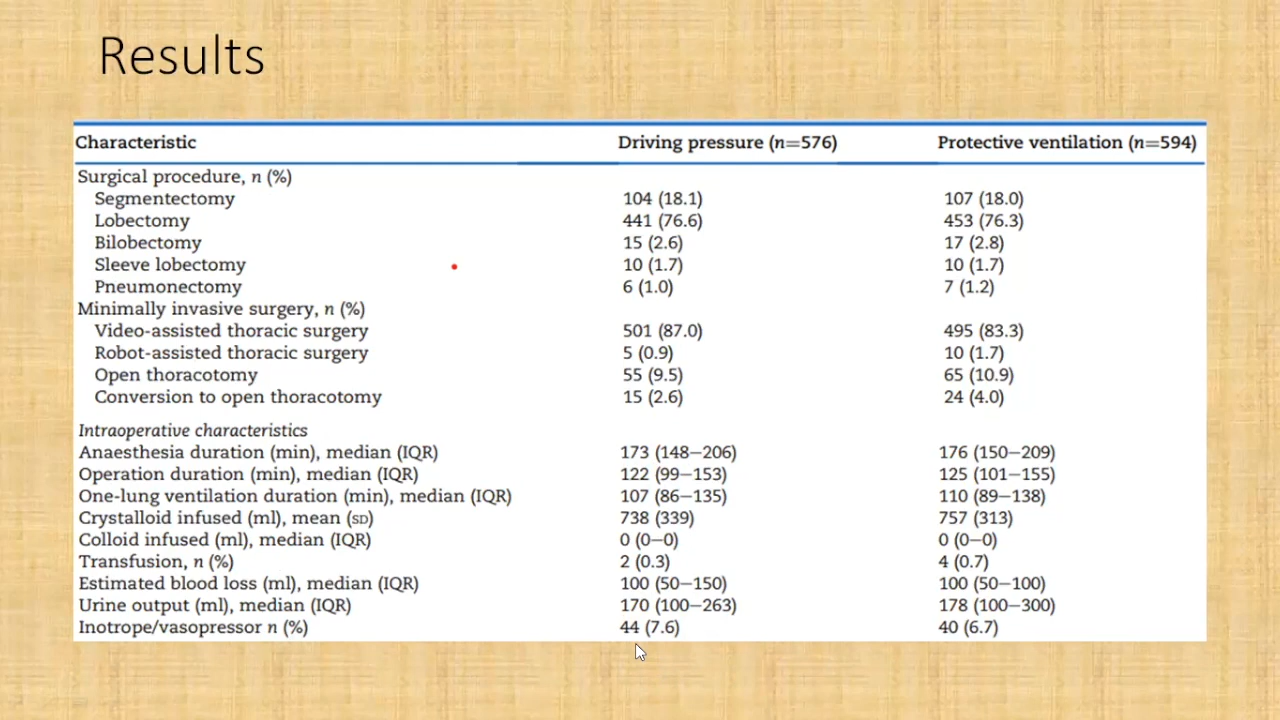 Results
Characteristic Driving pressure (n=576) Protective ventilation (n=594)
Surgical procedure, n (%)
Segmentectomy 104 (18.1) 107 (18.0)
Lobectomy 441 (76.6) 453 (76.3)
Bilobectomy 15 (2.6) 17 (2.8)
Sleeve lobectomy 10 (1.7) 10 (1.7)
Pneumonectomy 6 (1.0) 7 (1.2)
Minimally invasive surgery, n (%)
Video-assisted thoracic surgery 501 (87.0) 495 (83.3)
Robot-assisted thoracic surgery 5 (0.9) 10 (1.7)
Open thoracotomy 55 (9.5) 65 (10.9)
Conversion to open thoracotomy 15 (2.6) 24 (4.0)
Intraoperative characteristics
Anaesthesia duration (min), median (IQR) 173 (148–206) 176 (150–209)
Operation duration (min), median (IQR) 122 (99–153) 125 (101–155)
One-lung ventilation duration (min), median (IQR) 107 (86–135) 110 (89–138)
Crystalloid infused (ml), mean (SD) 738 (339) 757 (313)
Colloid infused (ml), median (IQR) 0 (0–0) 0 (0–0)
Transfusion, n (%) 2 (0.3) 4 (0.7)
Estimated blood loss (ml), median (IQR) 100 (50–150) 100 (50–100)
Urine output (ml), median (IQR) 170 (100–263) 178 (100–300)
Inotrope/vasopressor n (%) 44 (7.6) 40 (6.7)